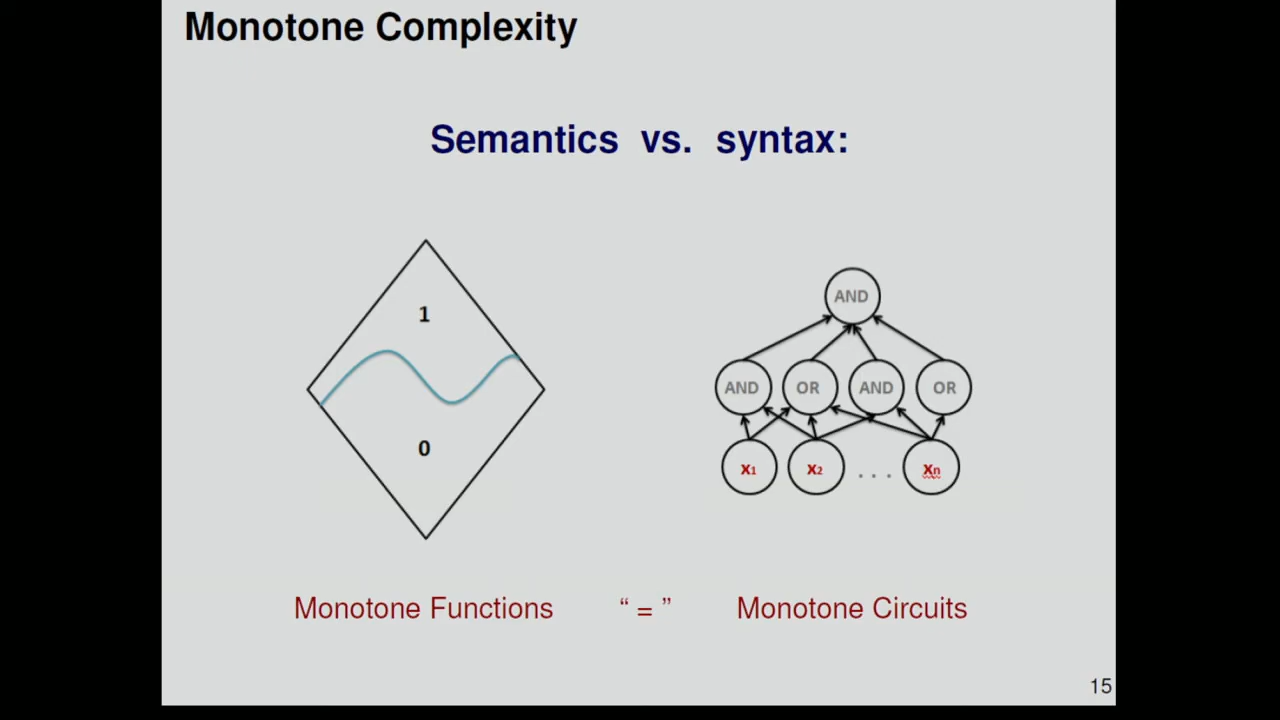 Monotone Complexity
Semantics vs. syntax:
1
0
AND
AND OR AND OR
x1 x2 . . . xn
Monotone Functions “ = ” Monotone Circuits
15